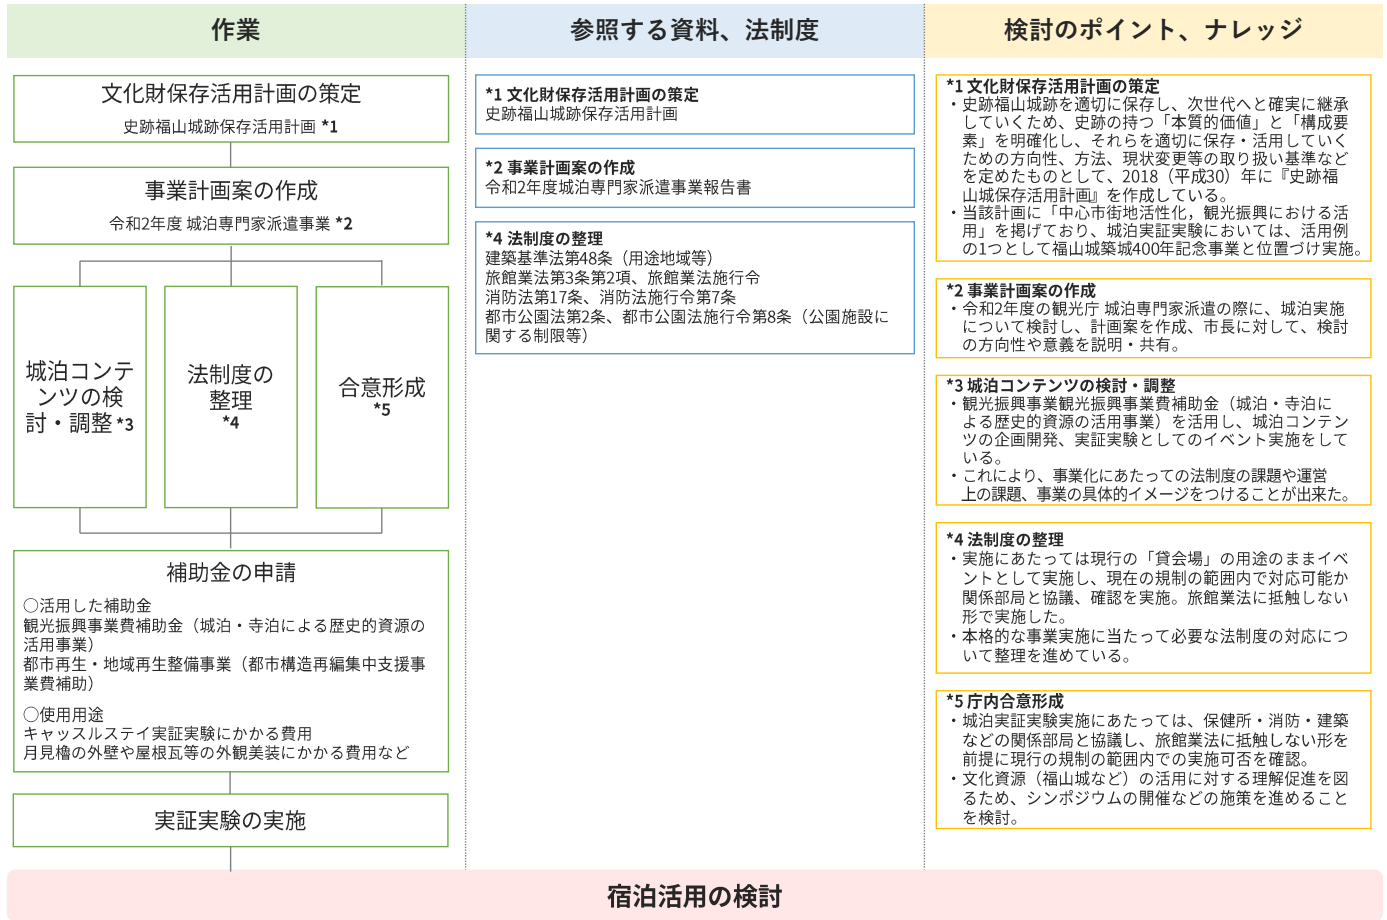 作業
文化財保存活用計画の策定
史跡福山城跡保存活用計画 *1
事業計画案の作成
令和2年度 城泊専門家派遣事業 *2
城泊コンテ
ンツの検
討・調整 *3
法制度の
整理
*4
合意形成
*5
補助金の申請
○活用した補助金
観光振興事業費補助金（城泊・寺泊による歴史的資源の
活用事業）
都市再生・地域再生整備事業（都市構造再編集中支援事
業費補助）
○使用用途
キャッスルステイ実証実験にかかる費用
月見櫓の外壁や屋根瓦等の外観美装にかかる費用など
実証実験の実施
参照する資料、法制度
*1 文化財保存活用計画の策定
史跡福山城跡保存活用計画
*2 事業計画案の作成
令和2年度城泊専門家派遣事業報告書
*4 法制度の整理
建築基準法第48条（用途地域等）
旅館業法第3条第2項、旅館業法施行令
消防法第17条、消防法施行令第7条
都市公園法第2条、都市公園法施行令第8条（公園施設に
関する制限等）
検討のポイント、ナレッジ
*1 文化財保存活用計画の策定
・史跡福山城跡を適切に保存し、次世代へと確実に継承
していくため、史跡の持つ「本質的価値」と「構成要
素」を明確化し、それらを適切に保存・活用していく
ための方向性、方法、現状変更等の取り扱い基準など
を定めたものとして、2018（平成30）年に『史跡福
山城保存活用計画』を作成している。
・当該計画に「中心市街地活性化，観光振興における活
用」を掲げており、城泊実証実験においては、活用例
の1つとして福山城築城400年記念事業と位置づけ実施。
*2 事業計画案の作成
・令和2年度の観光庁 城泊専門家派遣の際に、城泊実施
について検討し、計画案を作成、市長に対して、検討
の方向性や意義を説明・共有。
*3 城泊コンテンツの検討・調整
・観光振興事業観光振興事業費補助金（城泊・寺泊に
よる歴史的資源の活用事業）を活用し、城泊コンテン
ツの企画開発、実証実験としてのイベント実施をして
いる。
・これにより、事業化にあたっての法制度の課題や運営
上の課題、事業の具体的イメージをつけることが出来た。
*4 法制度の整理
・実施にあたっては現行の「貸会場」の用途のままイベ
ントとして実施し、現在の規制の範囲内で対応可能か
関係部局と協議、確認を実施。旅館業法に抵触しない
形で実施した。
・本格的な事業実施に当たって必要な法制度の対応につ
いて整理を進めている。
*5 庁内合意形成
・城泊実証実験実施にあたっては、保健所・消防・建築
などの関係部局と協議し、旅館業法に抵触しない形を
前提に現行の規制の範囲内での実施可否を確認。
・文化資源（福山城など）の活用に対する理解促進を図
るため、シンポジウムの開催などの施策を進めること
を検討。
宿泊活用の検討